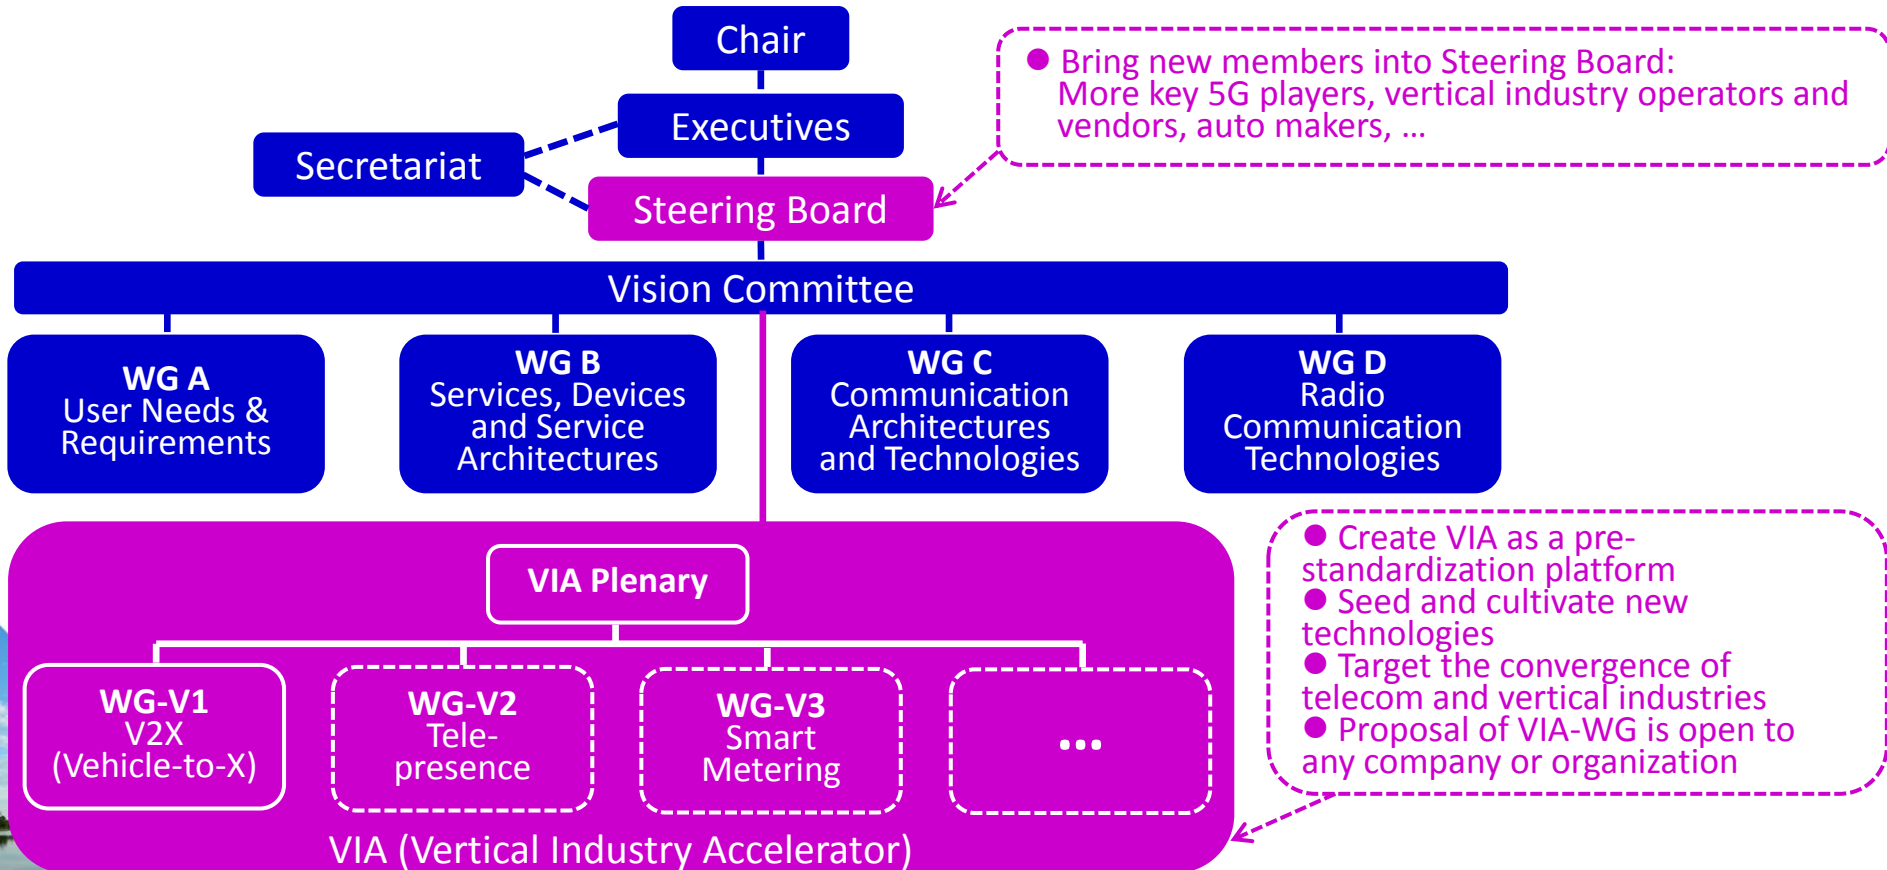 Chair
● Bring new members into Steering Board:
More key 5G players, vertical industry operators and
vendors, auto makers, ...
Executives
Secretariat
Steering Board
Vision Committee
WG A
User Needs &
Requirements
WG B
Services, Devices
and Service
Architectures
WG C
Communication
Architectures
and Technologies
WG D
Radio
Communication
Technologies
VIA Plenary
WG-V1
V2X
(Vehicle-to-X)
WG-V2
Tele-
presence
WG-V3
Smart
Metering
...
VIA (Vertical Industry Accelerator)
● Create VIA as a pre-
standardization platform
● Seed and cultivate new
technologies
● Target the convergence of
telecom and vertical industries
● Proposal of VIA-WG is open to
any company or organization